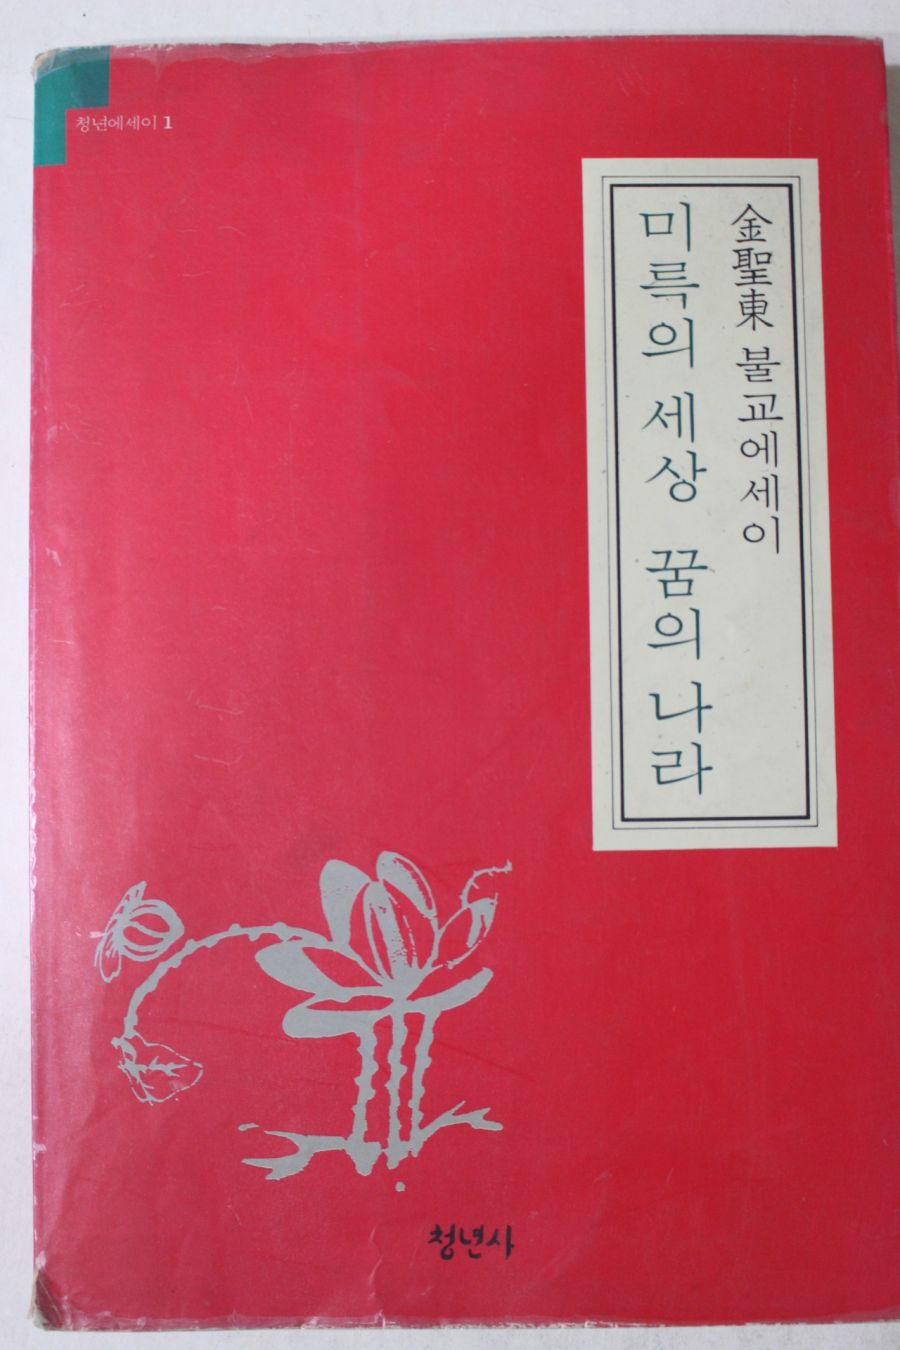 청년에세이 1
金聖東 불교에세이
미륵의 세상 꿈의 나라
청년사